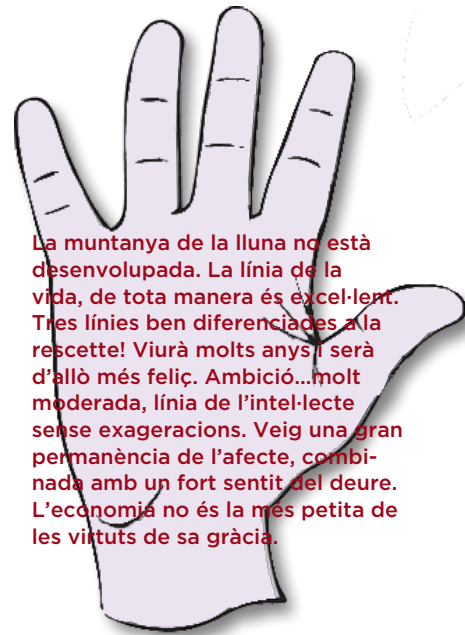 La muntanya de la lluna no està
desenvolupada. La línia de la
vida, de tota manera és excel·lent.
Tres línies ben diferenciades a la
rescette! Viurà molts anys i serà
d’allò més feliç. Ambició...molt
moderada, línia de l’intel·lecte
sense exageracions. Veig una gran
permanència de l’afecte, combi-
nada amb un fort sentit del deure.
L’economia no és la més petita de
les virtuts de sa gràcia.